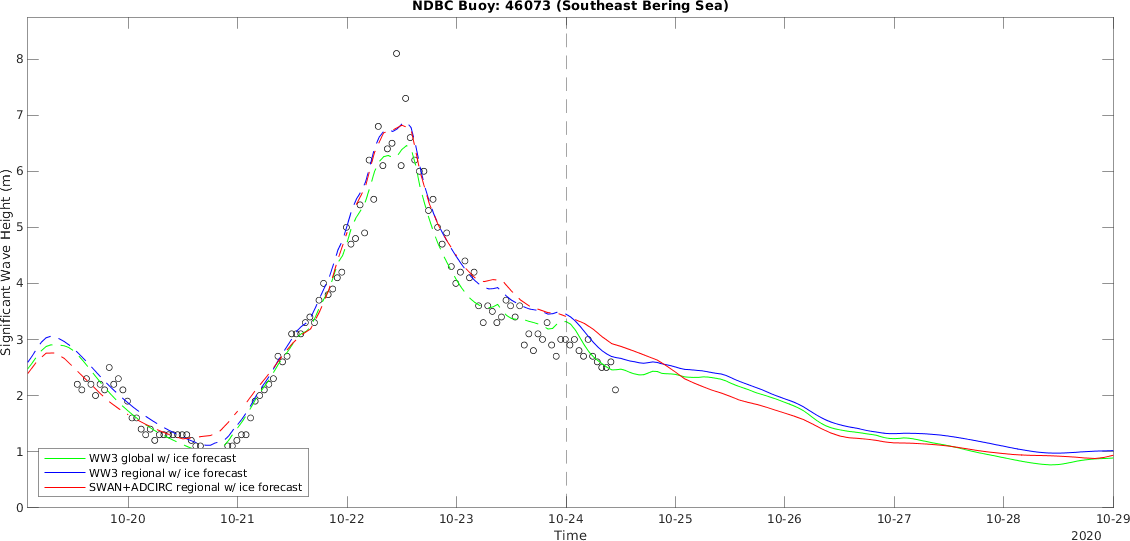 NDBC Buoy: 46073 (Southeast Bering Sea)
Significant Wave Height (m)
8
7
6
5
4
3
2
1
0
WW3 global w/ ice forecast
WW3 regional w/ ice forecast
SWAN+ADCIRC regional w/ ice forecast
10-20 10-21 10-22 10-23 10-24 10-25 10-26 10-27 10-28 10-29
Time
2020